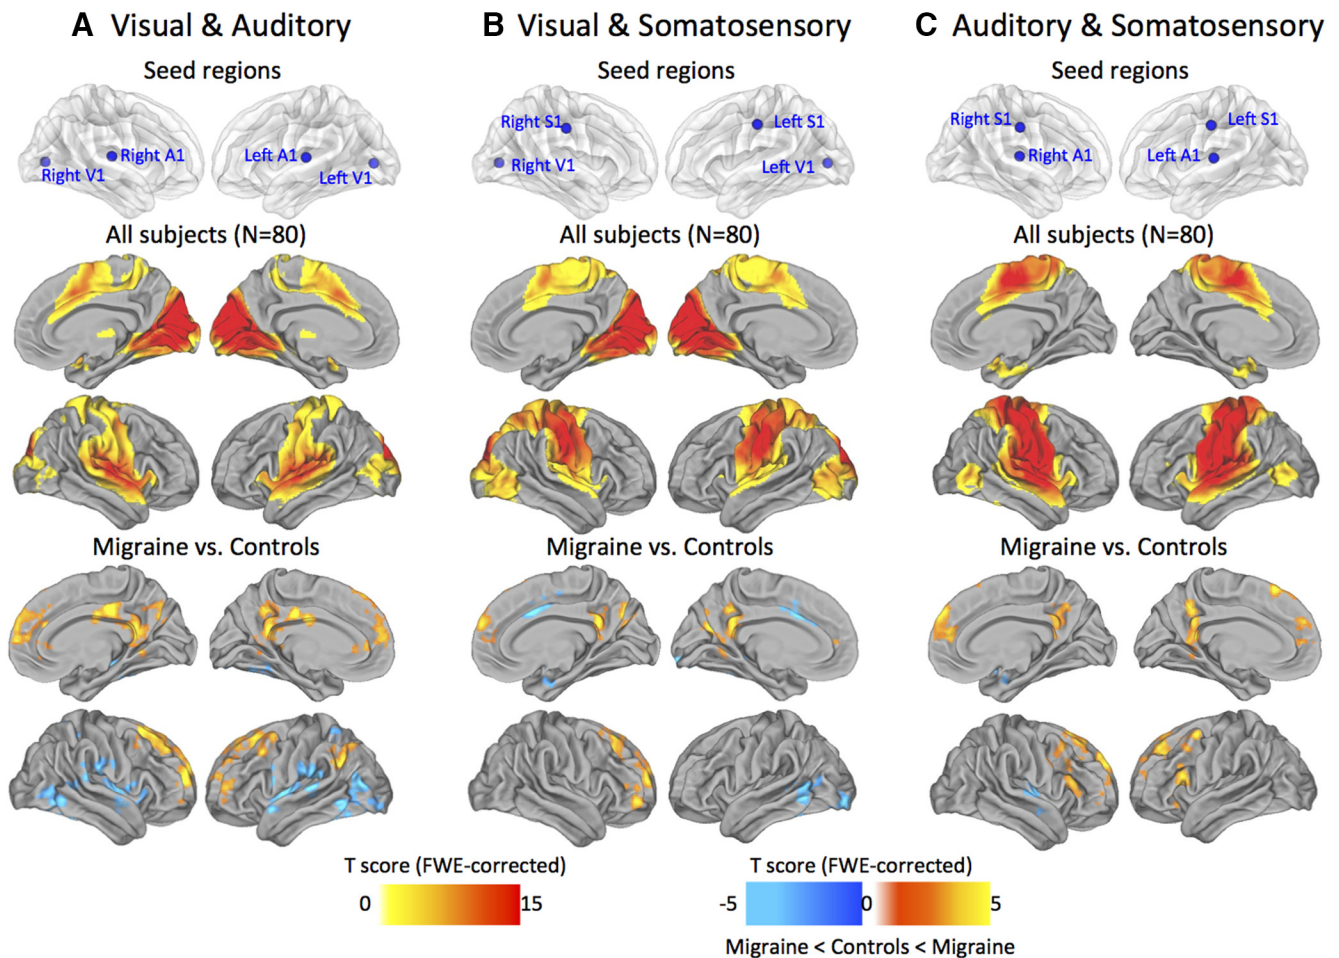 A Visual & Auditory
Seed regions
Right A1
Right V1
Left A1
Left V1
All subjects (N=80)
Migraine vs. Controls
B Visual & Somatosensory
Seed regions
Right S1
Right V1
Left S1
Left V1
All subjects (N=80)
Migraine vs. Controls
C Auditory & Somatosensory
Seed regions
Right S1
Right A1
Left S1
Left A1
All subjects (N=80)
Migraine vs. Controls
T score (FWE-corrected)
0 15
T score (FWE-corrected)
-5 0 5
Migraine < Controls < Migraine